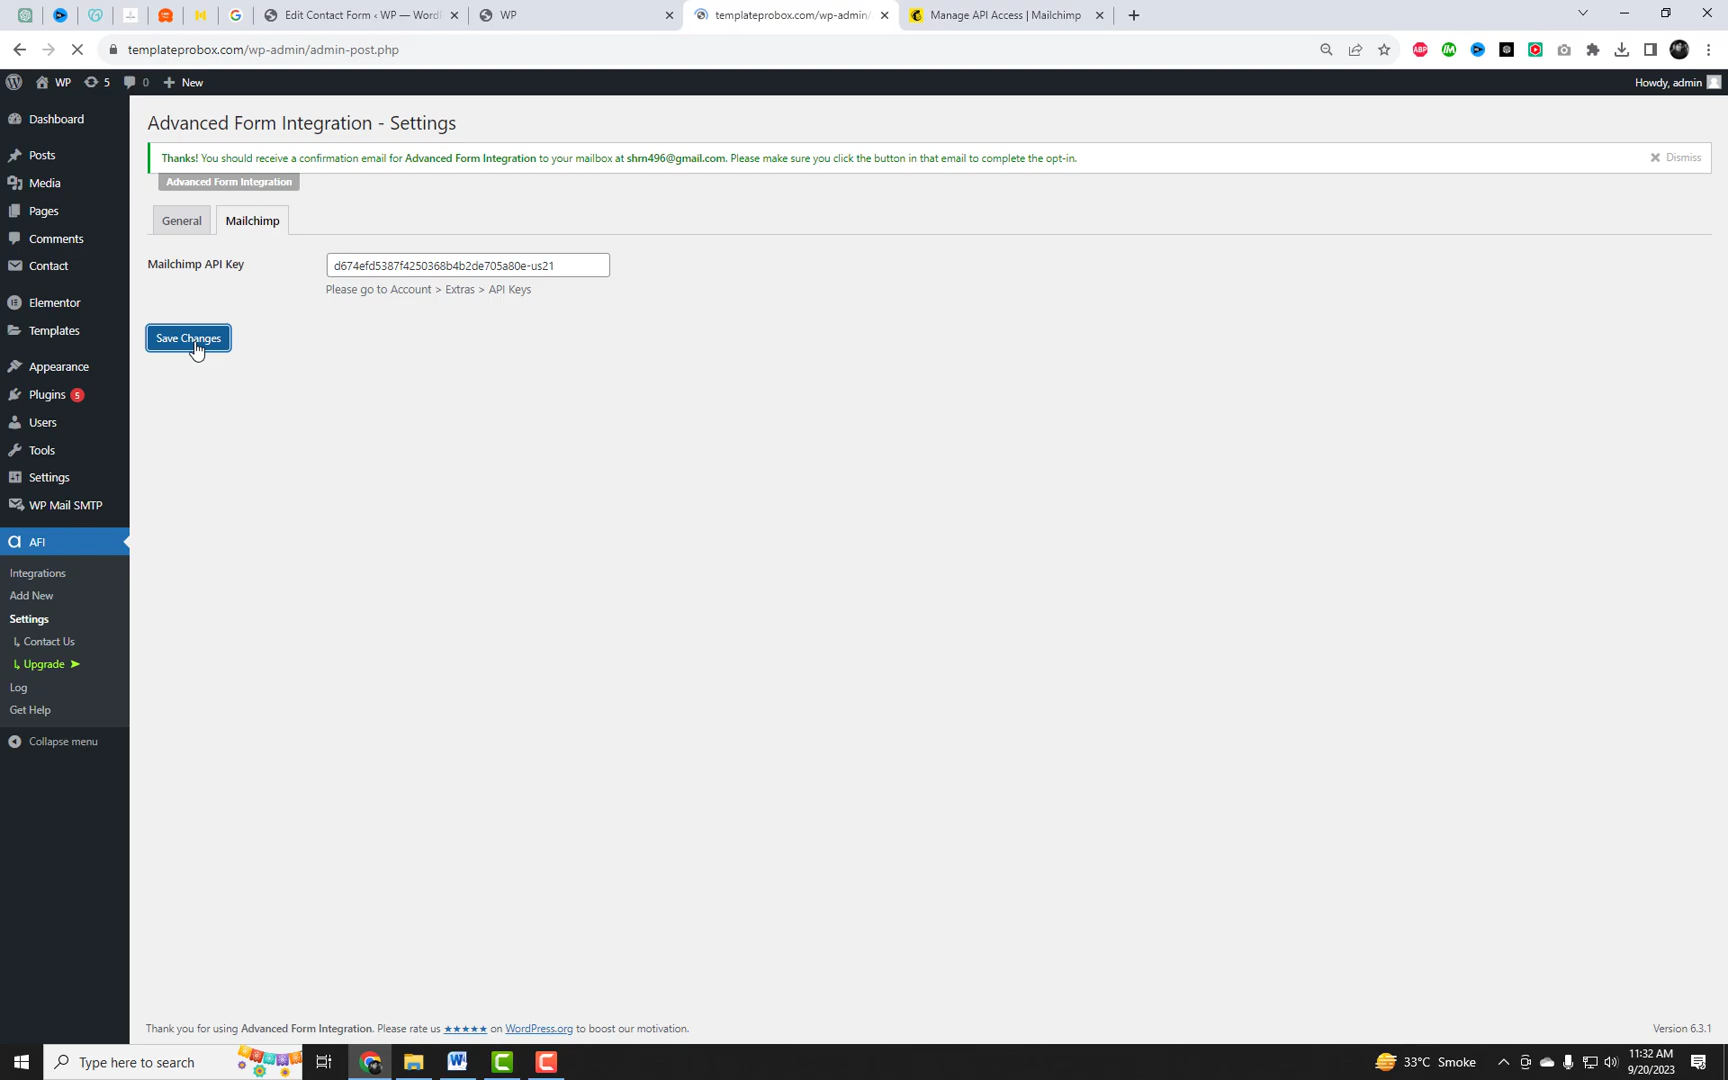 Edit Contact Form ‹ WP — WordP
WP
templateprobox.com/wp-admin/
Manage API Access | Mailchimp
templateprobox.com/wp-admin/admin-post.php
WP 5 0 New
Howdy, admin
Dashboard
Posts
Media
Pages
Comments
Contact
Elementor
Templates
Appearance
Plugins 5
Users
Tools
Settings
WP Mail SMTP
AFI
Integrations
Add New
Settings
↳ Contact Us
↳ Upgrade ➤
Log
Get Help
Collapse menu
Advanced Form Integration - Settings
Thanks! You should receive a confirmation email for Advanced Form Integration to your mailbox at shrn496@gmail.com. Please make sure you click the button in that email to complete the opt-in.
Dismiss
Advanced Form Integration
General
Mailchimp
Mailchimp API Key
d674efd5387f4250368b4b2de705a80e-us21
Please go to Account > Extras > API Keys
Save Changes
Thank you for using Advanced Form Integration. Please rate us ★★★★★ on WordPress.org to boost our motivation.
Version 6.3.1
Type here to search
33°C Smoke
11:32 AM
9/20/2023